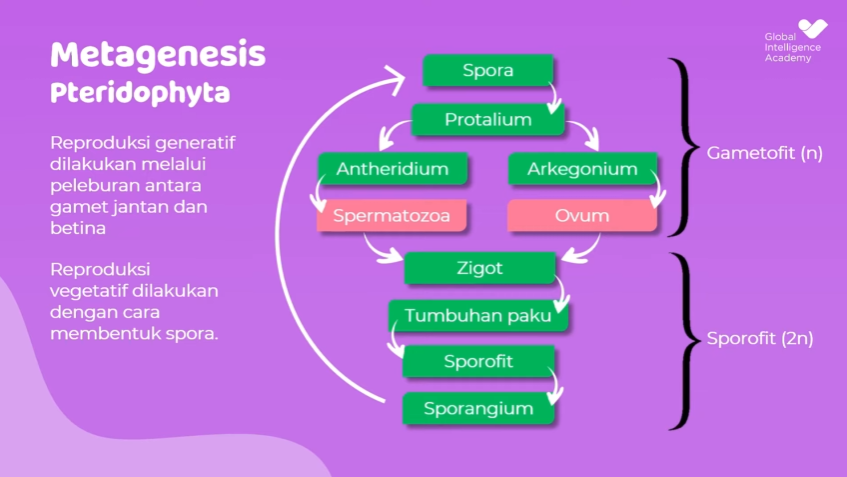 Metagenesis
Pteridophyta
Reproduksi generatif
dilakukan melalui
peleburan antara
gamet jantan dan
betina
Reproduksi
vegetatif dilakukan
dengan cara
membentuk spora.
Spora
Protalium
Antheridium
Arkegonium
Spermatozoa
Ovum
Zigot
Tumbuhan paku
Sporofit
Sporangium
Gametofit (n)
Sporofit (2n)
Global
Intelligence
Academy